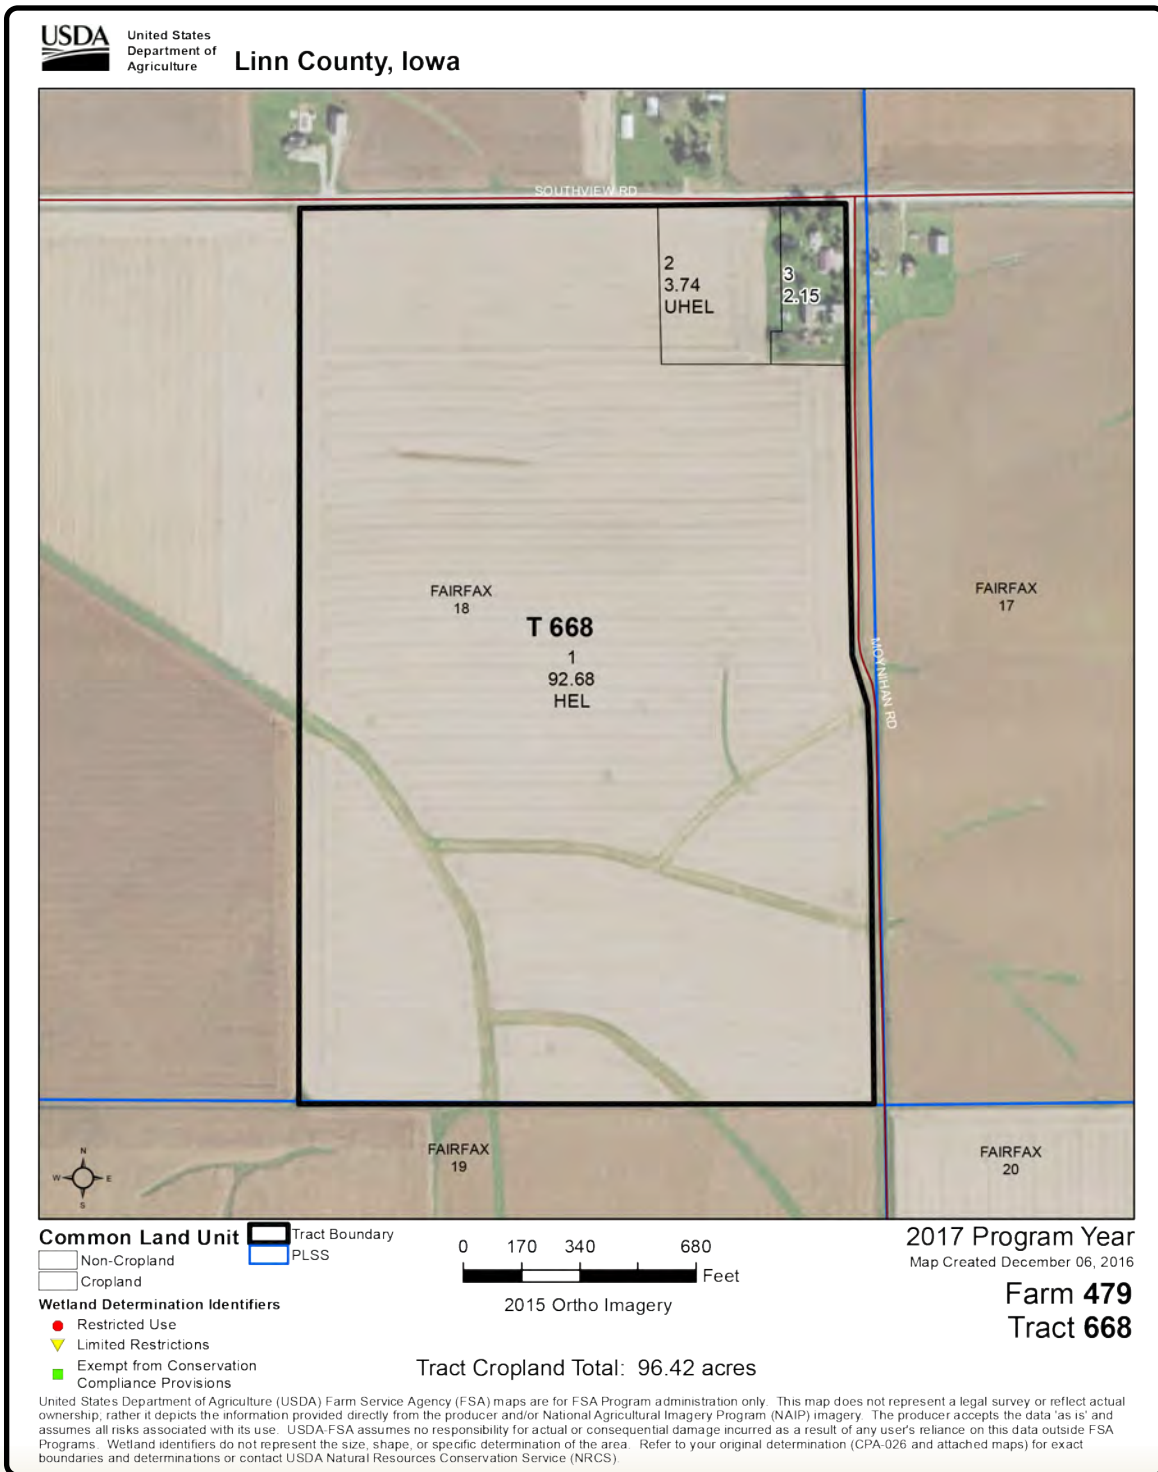 USDA
United States
Department of
Agriculture
Linn County, Iowa
SOUTHVIEW RD
2
3.74
UHEL
3
2.15
FAIRFAX
18
T 668
1
92.68
HEL
FAIRFAX
17
MOYNIHAN RD
FAIRFAX
19
FAIRFAX
20
N
W E
S
Common Land Unit
Non-Cropland
Cropland
Tract Boundary
PLSS
Wetland Determination Identifiers
Restricted Use
Limited Restrictions
Exempt from Conservation
Compliance Provisions
0 170 340 680
Feet
2015 Ortho Imagery
Tract Cropland Total: 96.42 acres
2017 Program Year
Map Created December 06, 2016
Farm 479
Tract 668
United States Department of Agriculture (USDA) Farm Service Agency (FSA) maps are for FSA Program administration only. This map does not represent a legal survey or reflect actual
ownership; rather it depicts the information provided directly from the producer and/or National Agricultural Imagery Program (NAIP) imagery. The producer accepts the data 'as is' and
assumes all risks associated with its use. USDA-FSA assumes no responsibility for actual or consequential damage incurred as a result of any user's reliance on this data outside FSA
Programs. Wetland identifiers do not represent the size, shape, or specific determination of the area. Refer to your original determination (CPA-026 and attached maps) for exact
boundaries and determinations or contact USDA Natural Resources Conservation Service (NRCS).